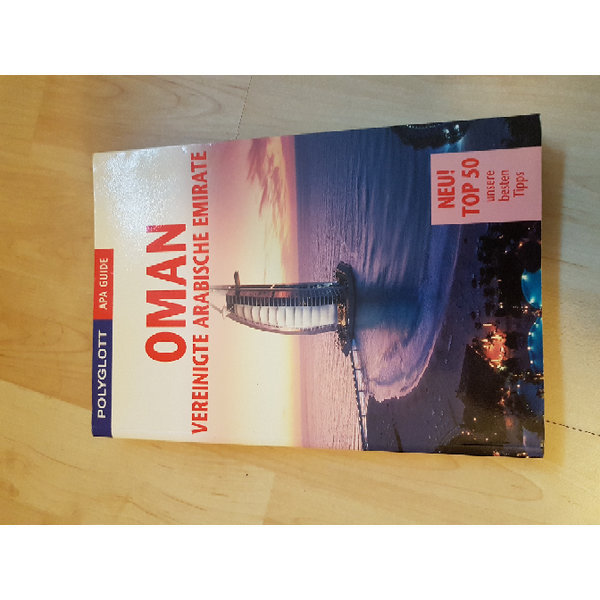 POLYGLOTT APA GUIDE
OMAN
VEREINIGTE ARABISCHE EMIRATE
NEU!
TOP 50
unsere
besten
Tipps